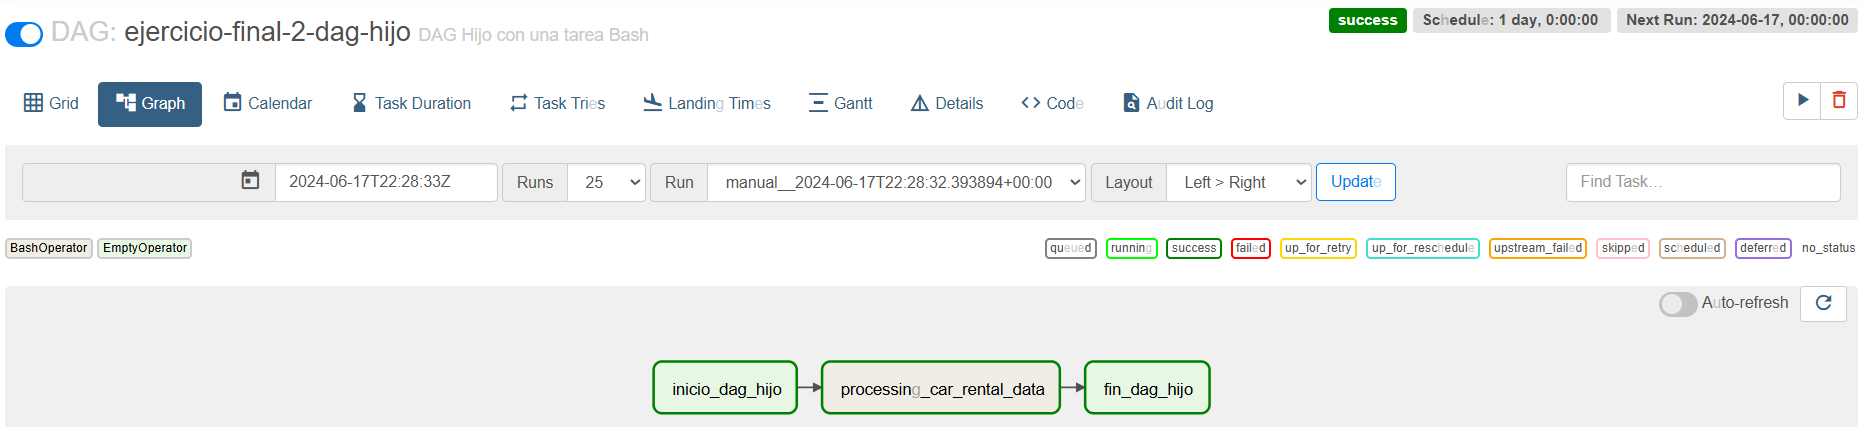 DAG: ejercicio-final-2-dag-hijo DAG Hijo con una tarea Bash
success Schedule: 1 day, 0:00:00 Next Run: 2024-06-17, 00:00:00
Grid Graph Calendar Task Duration Task Tries Landing Times Gantt Details Code Audit Log
2024-06-17T22:28:33Z Runs 25 Run manual__2024-06-17T22:28:32.393894+00:00 Layout Left > Right Update Find Task...
BashOperator EmptyOperator queued running success failed up_for_retry up_for_reschedule upstream_failed skipped scheduled deferred no_status
Auto-refresh
inicio_dag_hijo processing_car_rental_data fin_dag_hijo